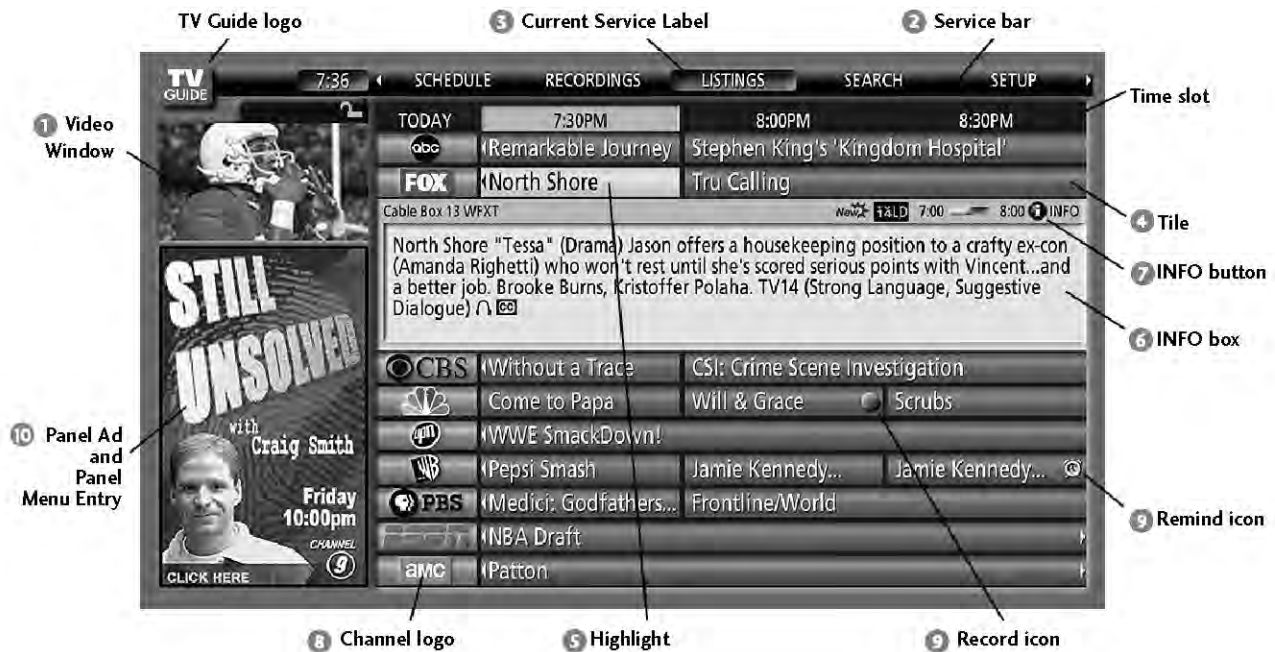 TV Guide logo
3 Current Service Label
2 Service bar
TV GUIDE
7:36
SCHEDULE RECORDINGS LISTINGS SEARCH SETUP
Time slot
1 Video Window
TODAY 7:30PM 8:00PM 8:30PM
abc Remarkable Journey Stephen King's 'Kingdom Hospital'
FOX North Shore Tru Calling
4 Tile
Cable Box 13 WFXT New 7:00 8:00 i INFO
7 INFO button
North Shore "Tessa" (Drama) Jason offers a housekeeping position to a crafty ex-con
(Amanda Righetti) who won't rest until she's scored serious points with Vincent...and
a better job. Brooke Burns, Kristoffer Polaha. TV14 (Strong Language, Suggestive
Dialogue) CC
6 INFO box
STILL
UNSOLVED
with
Craig Smith
Friday
10:00pm
CHANNEL
9
CLICK HERE
10 Panel Ad
and
Panel
Menu Entry
CBS Without a Trace CSI: Crime Scene Investigation
Come to Papa Will & Grace Scrubs
upn WWE SmackDown!
WB Pepsi Smash Jamie Kennedy... Jamie Kennedy...
9 Remind icon
PBS Medici: Godfathers... Frontline/World
NBA Draft
amc Patton
8 Channel logo
5 Highlight
9 Record icon